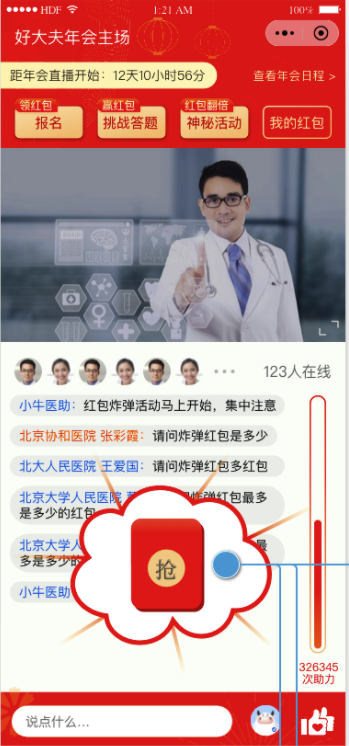 HDF 1:21 AM 100%
好大夫年会主场
距年会直播开始：12天10小时56分
查看年会日程 >
领红包 赢红包 红包翻倍
报名 挑战答题 神秘活动 我的红包
123人在线
小牛医助：红包炸弹活动马上开始，集中注意
北京协和医院 张彩霞：请问炸弹红包是多少
北大人民医院 王爱国：请问炸弹红包多红包
北京大学人民医院
炸弹红包最多
是多少的红包
北京大学人
最
多是多少的
小牛医助
抢
326345
次助力
说点什么...